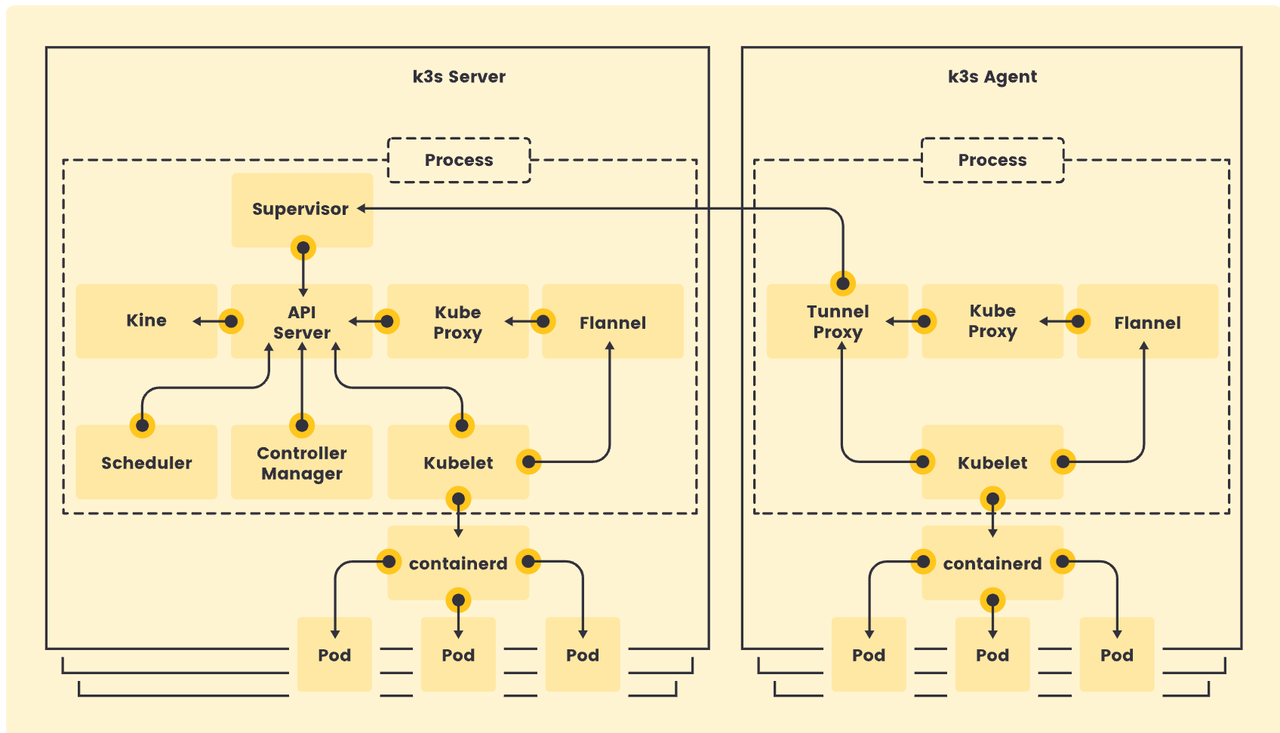 k3s Server
k3s Agent
Process
Process
Supervisor
Kine
API
Server
Kube
Proxy
Flannel
Tunnel
Proxy
Kube
Proxy
Flannel
Scheduler
Controller
Manager
Kubelet
Kubelet
containerd
containerd
Pod
Pod
Pod
Pod
Pod
Pod